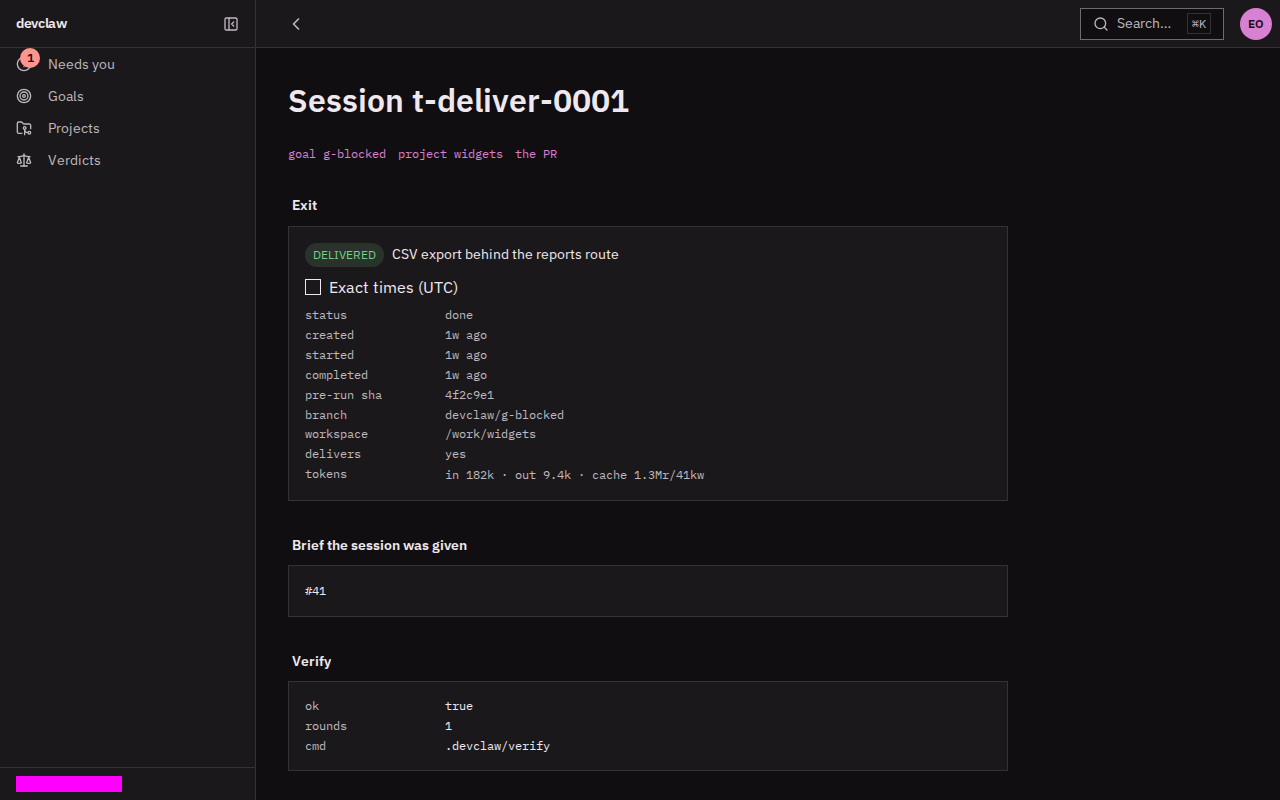 devclaw
Search... ⌘K
EO
1
Needs you
Goals
Projects
Verdicts
Session t-deliver-0001
goal g-blocked project widgets the PR
Exit
DELIVERED CSV export behind the reports route
Exact times (UTC)
status done
created 1w ago
started 1w ago
completed 1w ago
pre-run sha 4f2c9e1
branch devclaw/g-blocked
workspace /work/widgets
delivers yes
tokens in 182k · out 9.4k · cache 1.3Mr/41kw
Brief the session was given
#41
Verify
ok true
rounds 1
cmd .devclaw/verify